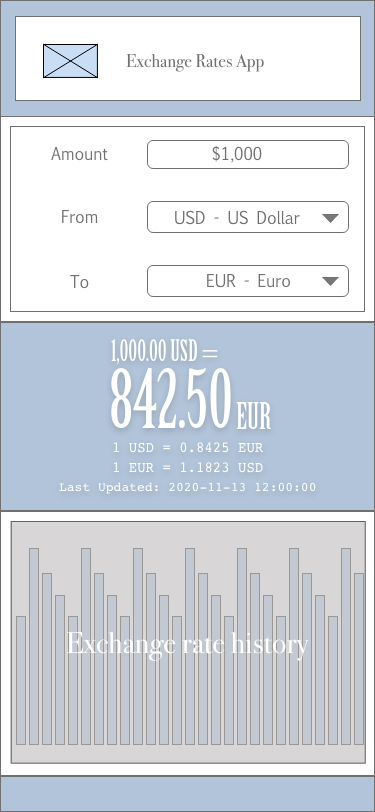 Exchange Rates App
Amount
$1,000
From
USD - US Dollar
To
EUR - Euro
1,000.00 USD =
842.50 EUR
1 USD = 0.8425 EUR
1 EUR = 1.1823 USD
Last Updated: 2020-11-13 12:00:00
Exchange rate history